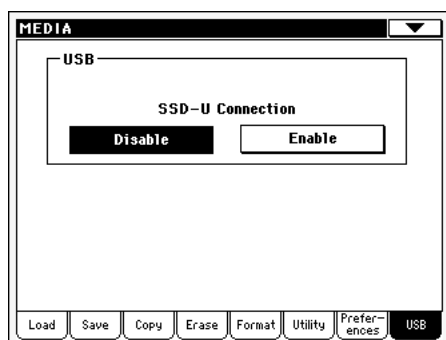 MEDIA
USB
SSD-U Connection
Disable Enable
Load Save Copy Erase Format Utility Prefer-
ences USB